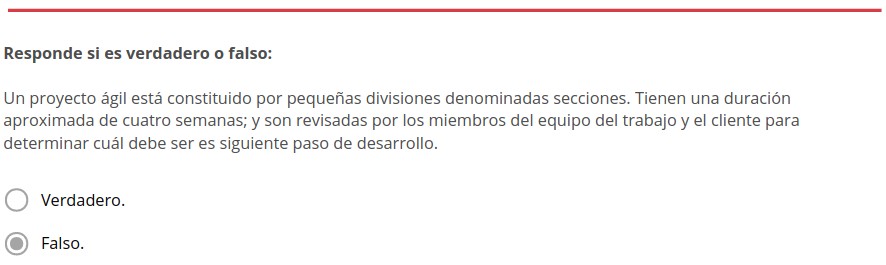 Responde si es verdadero o falso:
Un proyecto ágil está constituido por pequeñas divisiones denominadas secciones. Tienen una duración
aproximada de cuatro semanas; y son revisadas por los miembros del equipo del trabajo y el cliente para
determinar cuál debe ser es siguiente paso de desarrollo.
Verdadero.
Falso.